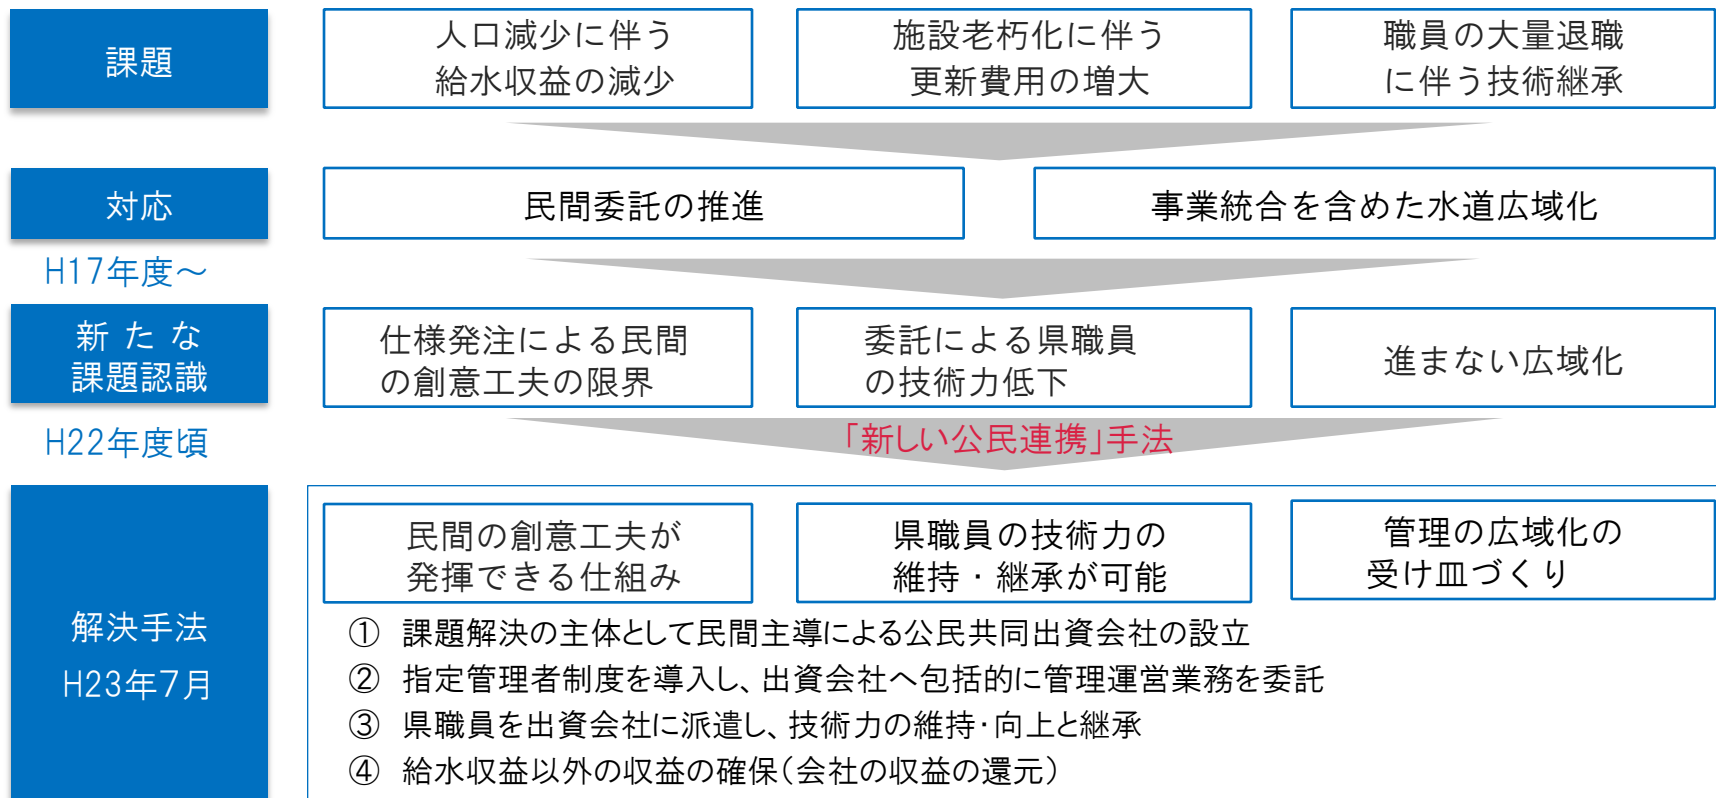 課題
人口減少に伴う
給水収益の減少
施設老朽化に伴う
更新費用の増大
職員の大量退職
に伴う技術継承
対応
民間委託の推進
事業統合を含めた水道広域化
H17年度～
新たな
課題認識
仕様発注による民間
の創意工夫の限界
委託による県職員
の技術力低下
進まない広域化
H22年度頃
「新しい公民連携」手法
解決手法
H23年7月
民間の創意工夫が
発揮できる仕組み
県職員の技術力の
維持・継承が可能
管理の広域化の
受け皿づくり
① 課題解決の主体として民間主導による公民共同出資会社の設立
② 指定管理者制度を導入し、出資会社へ包括的に管理運営業務を委託
③ 県職員を出資会社に派遣し、技術力の維持・向上と継承
④ 給水収益以外の収益の確保（会社の収益の還元）